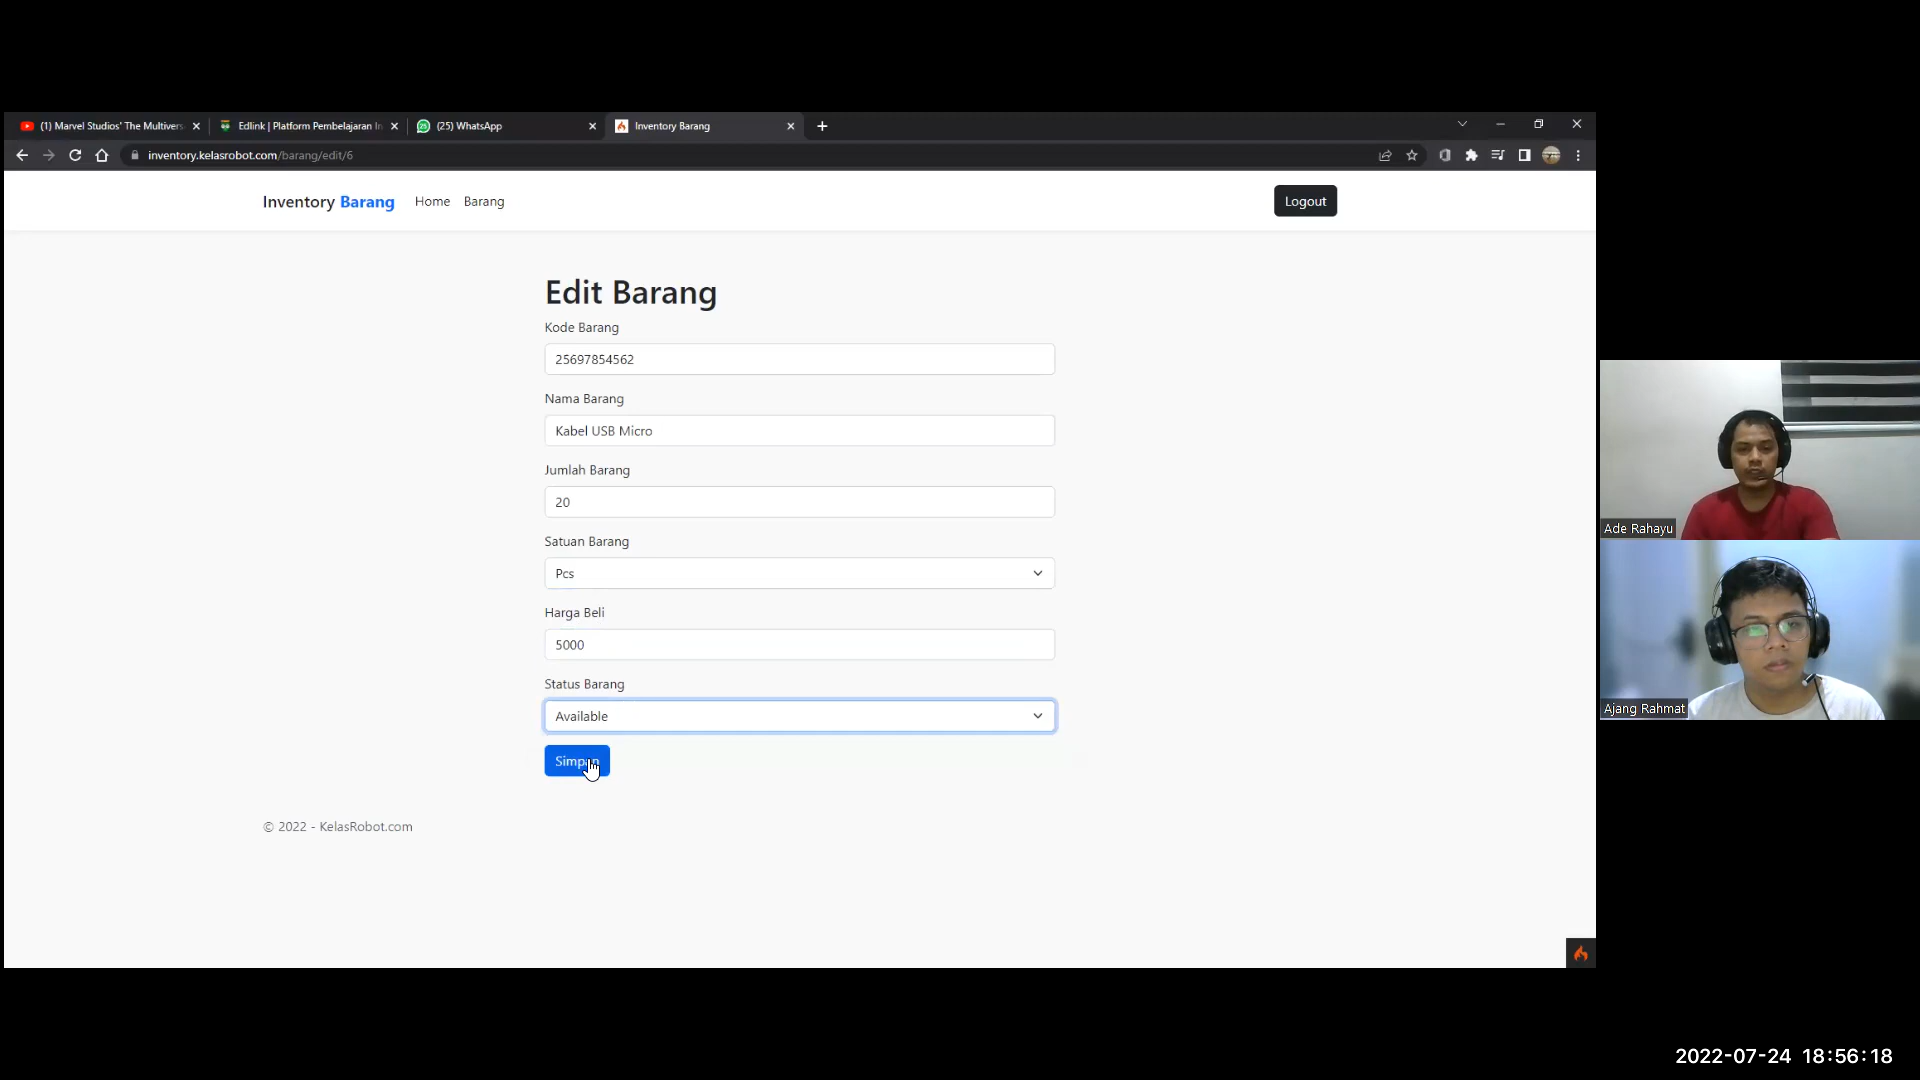 (1) Marvel Studios' The Multivers
Edlink | Platform Pembelajaran In
(25) WhatsApp
Inventory Barang
inventory.kelasrobot.com/barang/edit/6
Inventory Barang
Home
Barang
Logout
Edit Barang
Kode Barang
25697854562
Nama Barang
Kabel USB Micro
Jumlah Barang
20
Satuan Barang
Pcs
Harga Beli
5000
Status Barang
Available
Simpan
© 2022 - KelasRobot.com
Ade Rahayu
Ajang Rahmat
2022-07-24 18:56:18